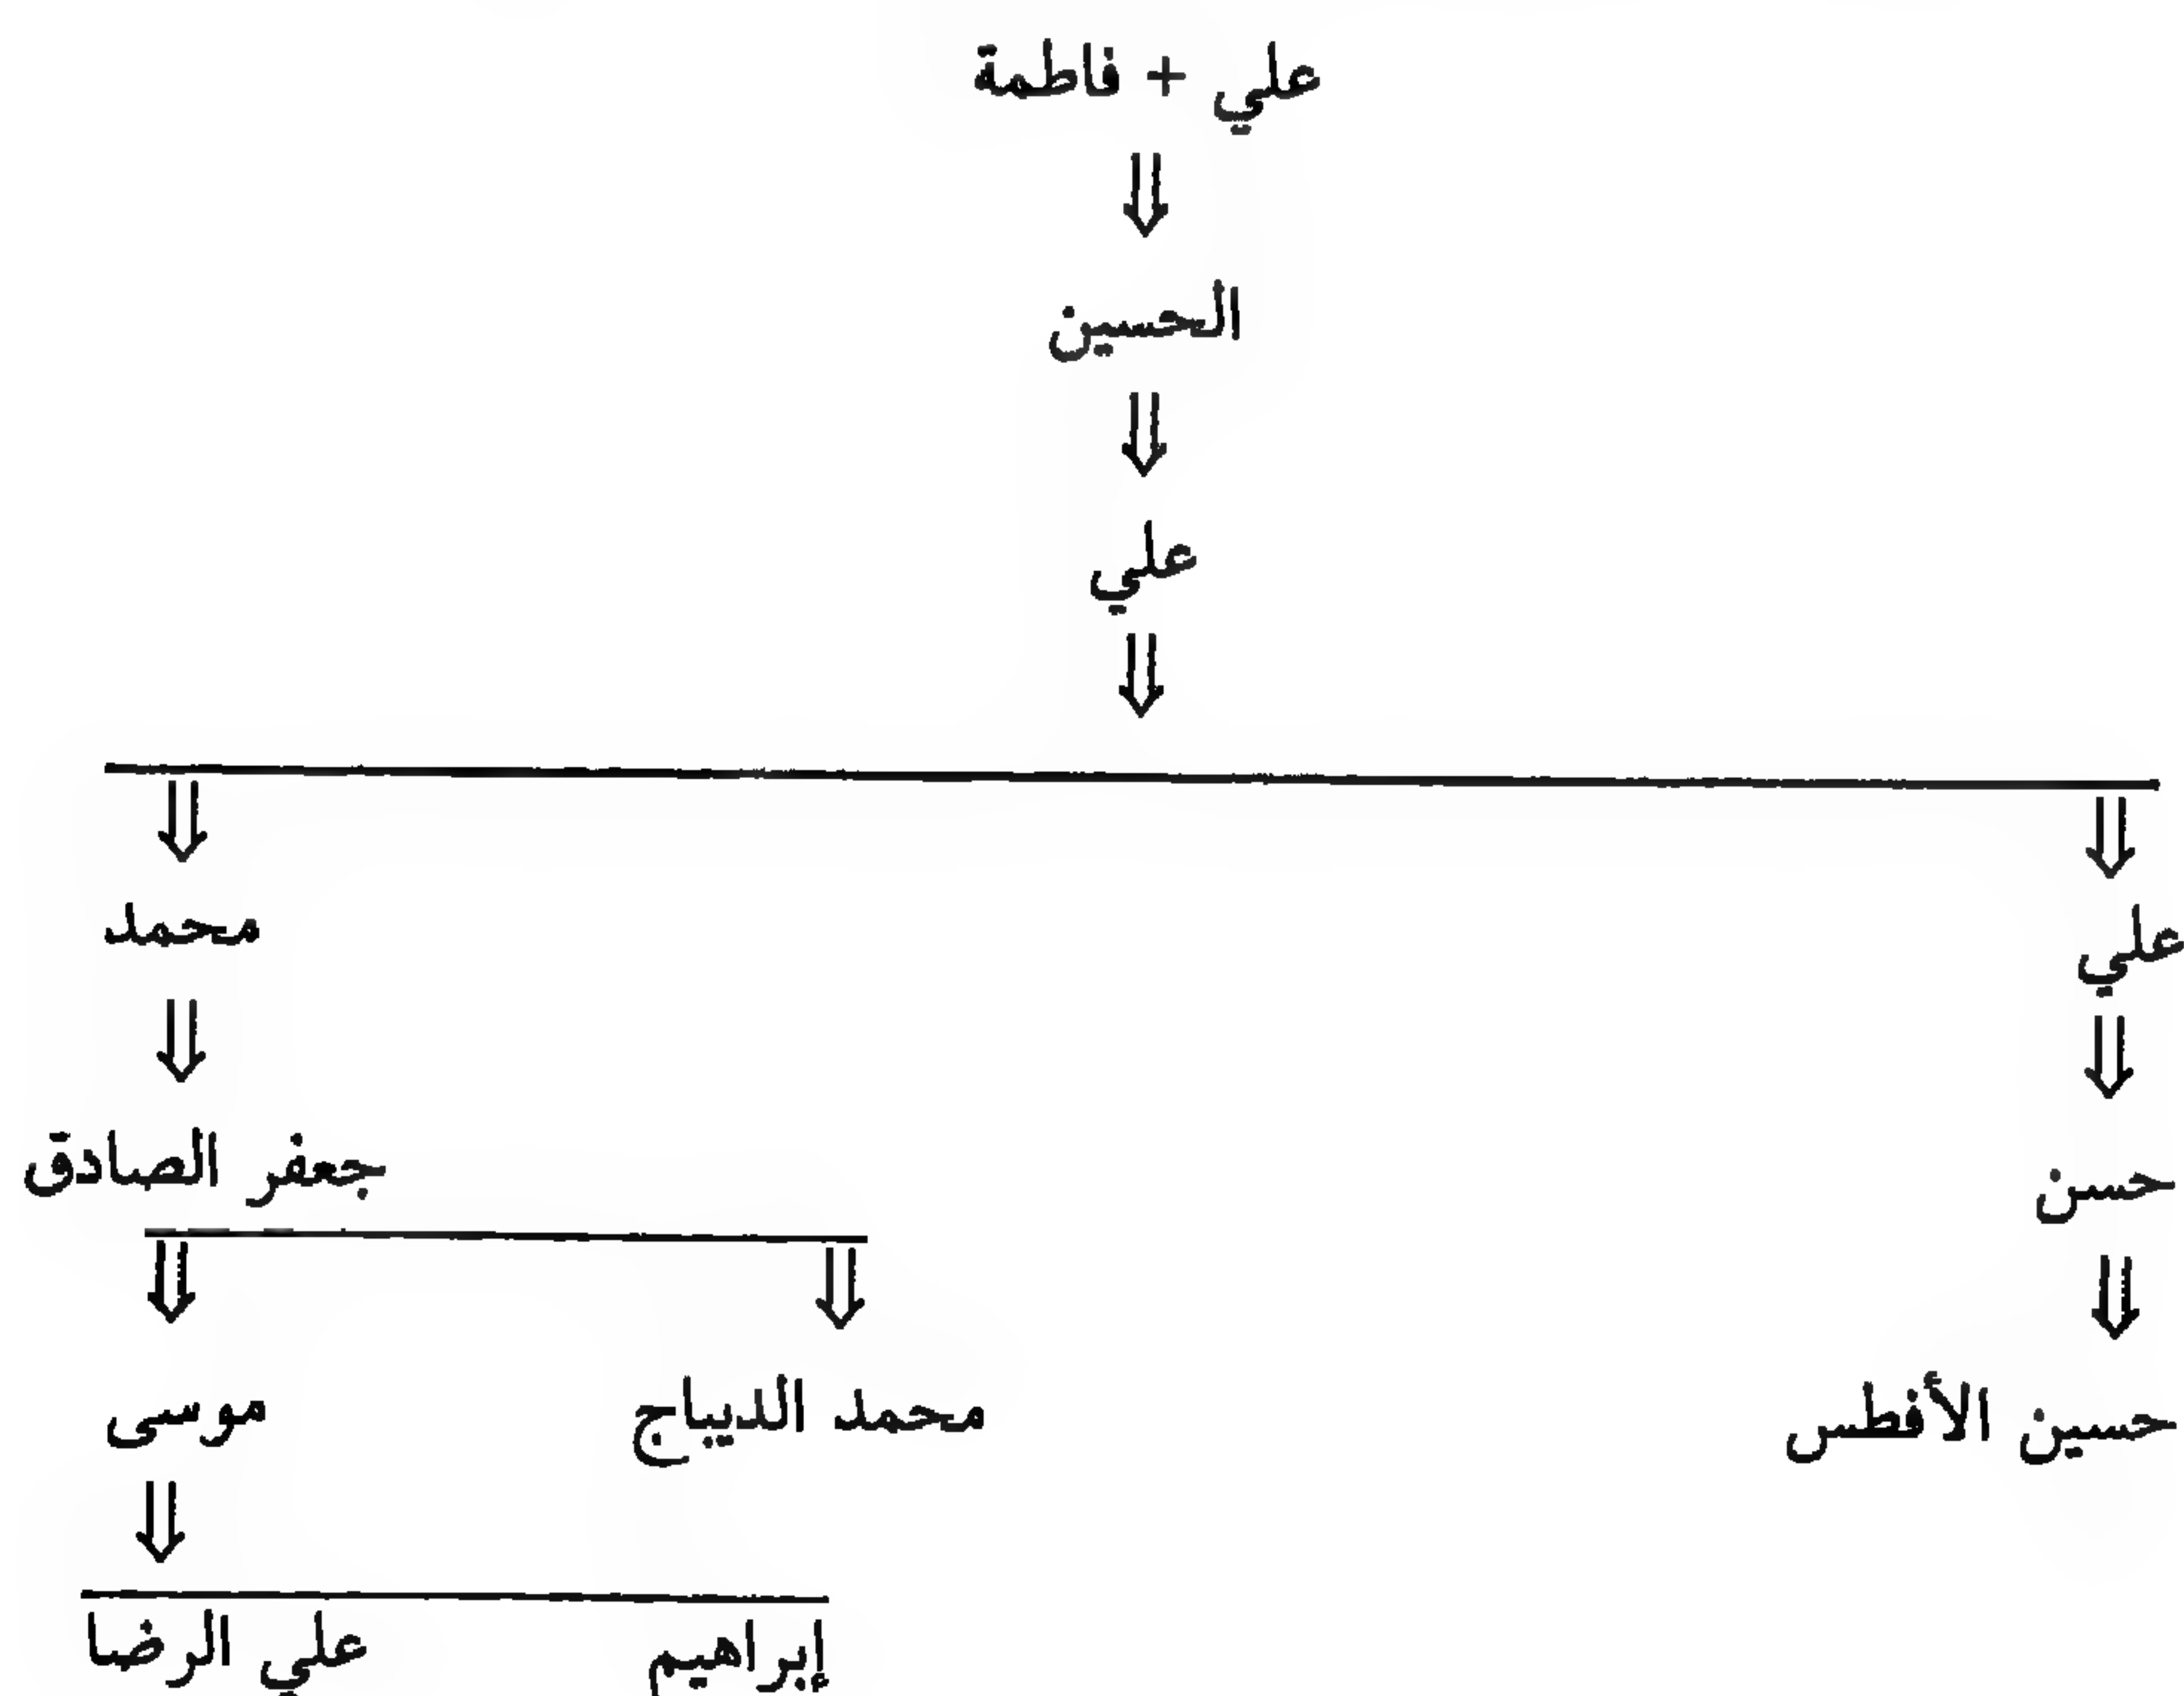 علي + فاطمة
الحسين
علي
علي
محمد
حسن
جعفر الصادق
حسين الأفطس
محمد الديباج
موسى
إبراهيم
علي الرضا